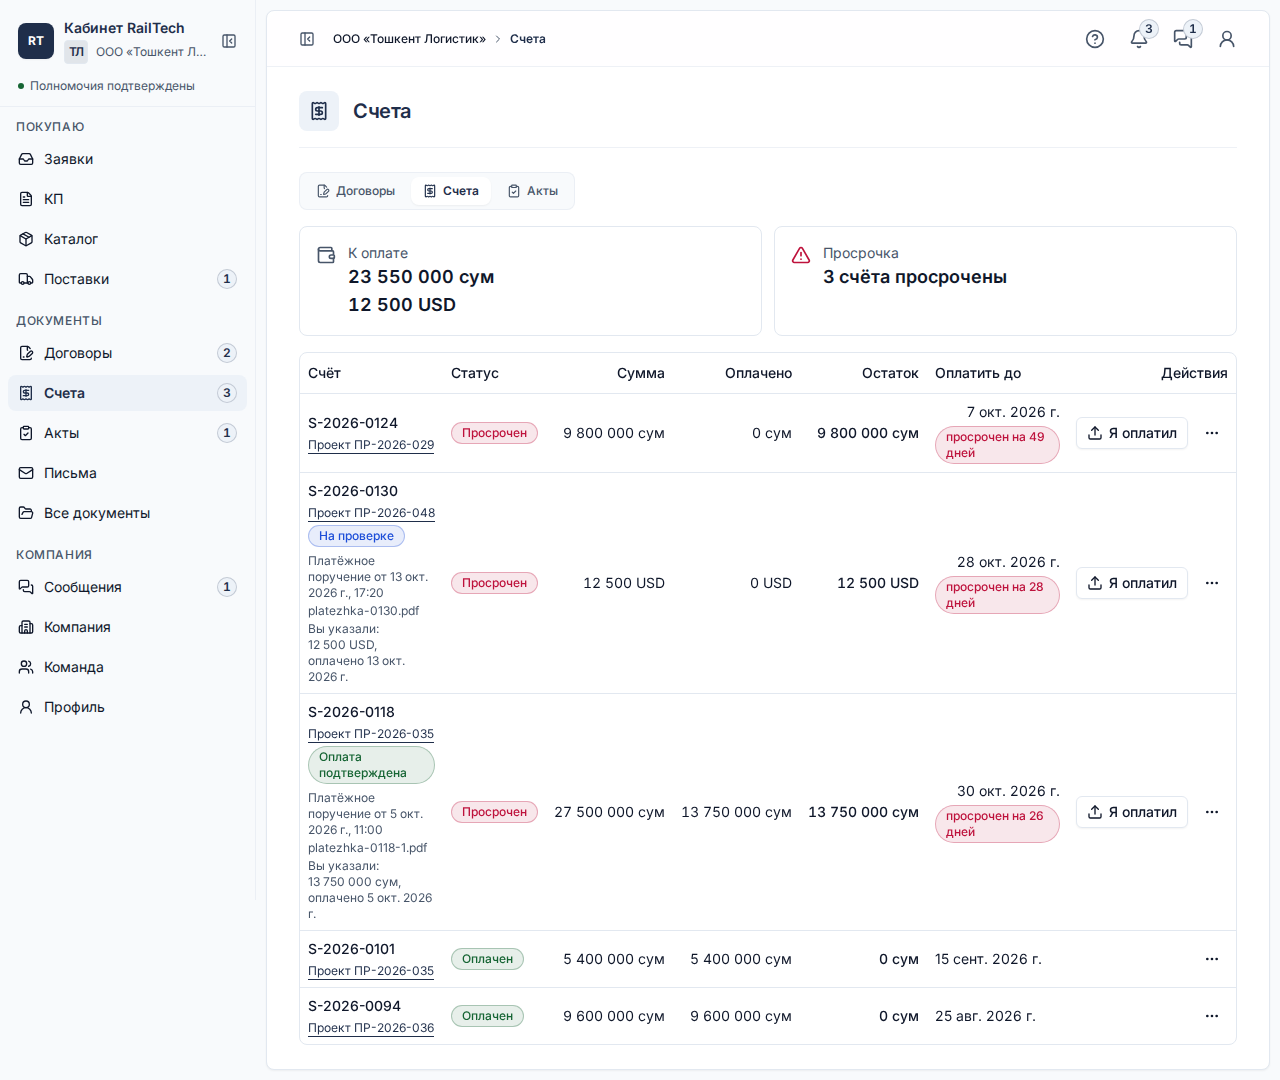 RT
Кабинет RailTech
ТЛ ООО «Тошкент Л...
Полномочия подтверждены
ПОКУПАЮ
Заявки
КП
Каталог
Поставки 1
ДОКУМЕНТЫ
Договоры 2
Счета 3
Акты 1
Письма
Все документы
КОМПАНИЯ
Сообщения 1
Компания
Команда
Профиль
ООО «Тошкент Логистик» > Счета
3 1
Счета
Договоры Счета Акты
К оплате
23 550 000 сум
12 500 USD
Просрочка
3 счёта просрочены
Счёт Статус Сумма Оплачено Остаток Оплатить до Действия
S-2026-0124
Проект ПР-2026-029
Просрочен 9 800 000 сум 0 сум 9 800 000 сум
7 окт. 2026 г.
просрочен на 49
дней
Я оплатил ...
S-2026-0130
Проект ПР-2026-048
На проверке
Платёжное
поручение от 13 окт.
2026 г., 17:20
platezhka-0130.pdf
Вы указали:
12 500 USD,
оплачено 13 окт.
2026 г.
Просрочен 12 500 USD 0 USD 12 500 USD
28 окт. 2026 г.
просрочен на 28
дней
Я оплатил ...
S-2026-0118
Проект ПР-2026-035
Оплата
подтверждена
Платёжное
поручение от 5 окт.
2026 г., 11:00
platezhka-0118-1.pdf
Вы указали:
13 750 000 сум,
оплачено 5 окт. 2026
г.
Просрочен 27 500 000 сум 13 750 000 сум 13 750 000 сум
30 окт. 2026 г.
просрочен на 26
дней
Я оплатил ...
S-2026-0101
Проект ПР-2026-035
Оплачен 5 400 000 сум 5 400 000 сум 0 сум 15 сент. 2026 г. ...
S-2026-0094
Проект ПР-2026-036
Оплачен 9 600 000 сум 9 600 000 сум 0 сум 25 авг. 2026 г. ...